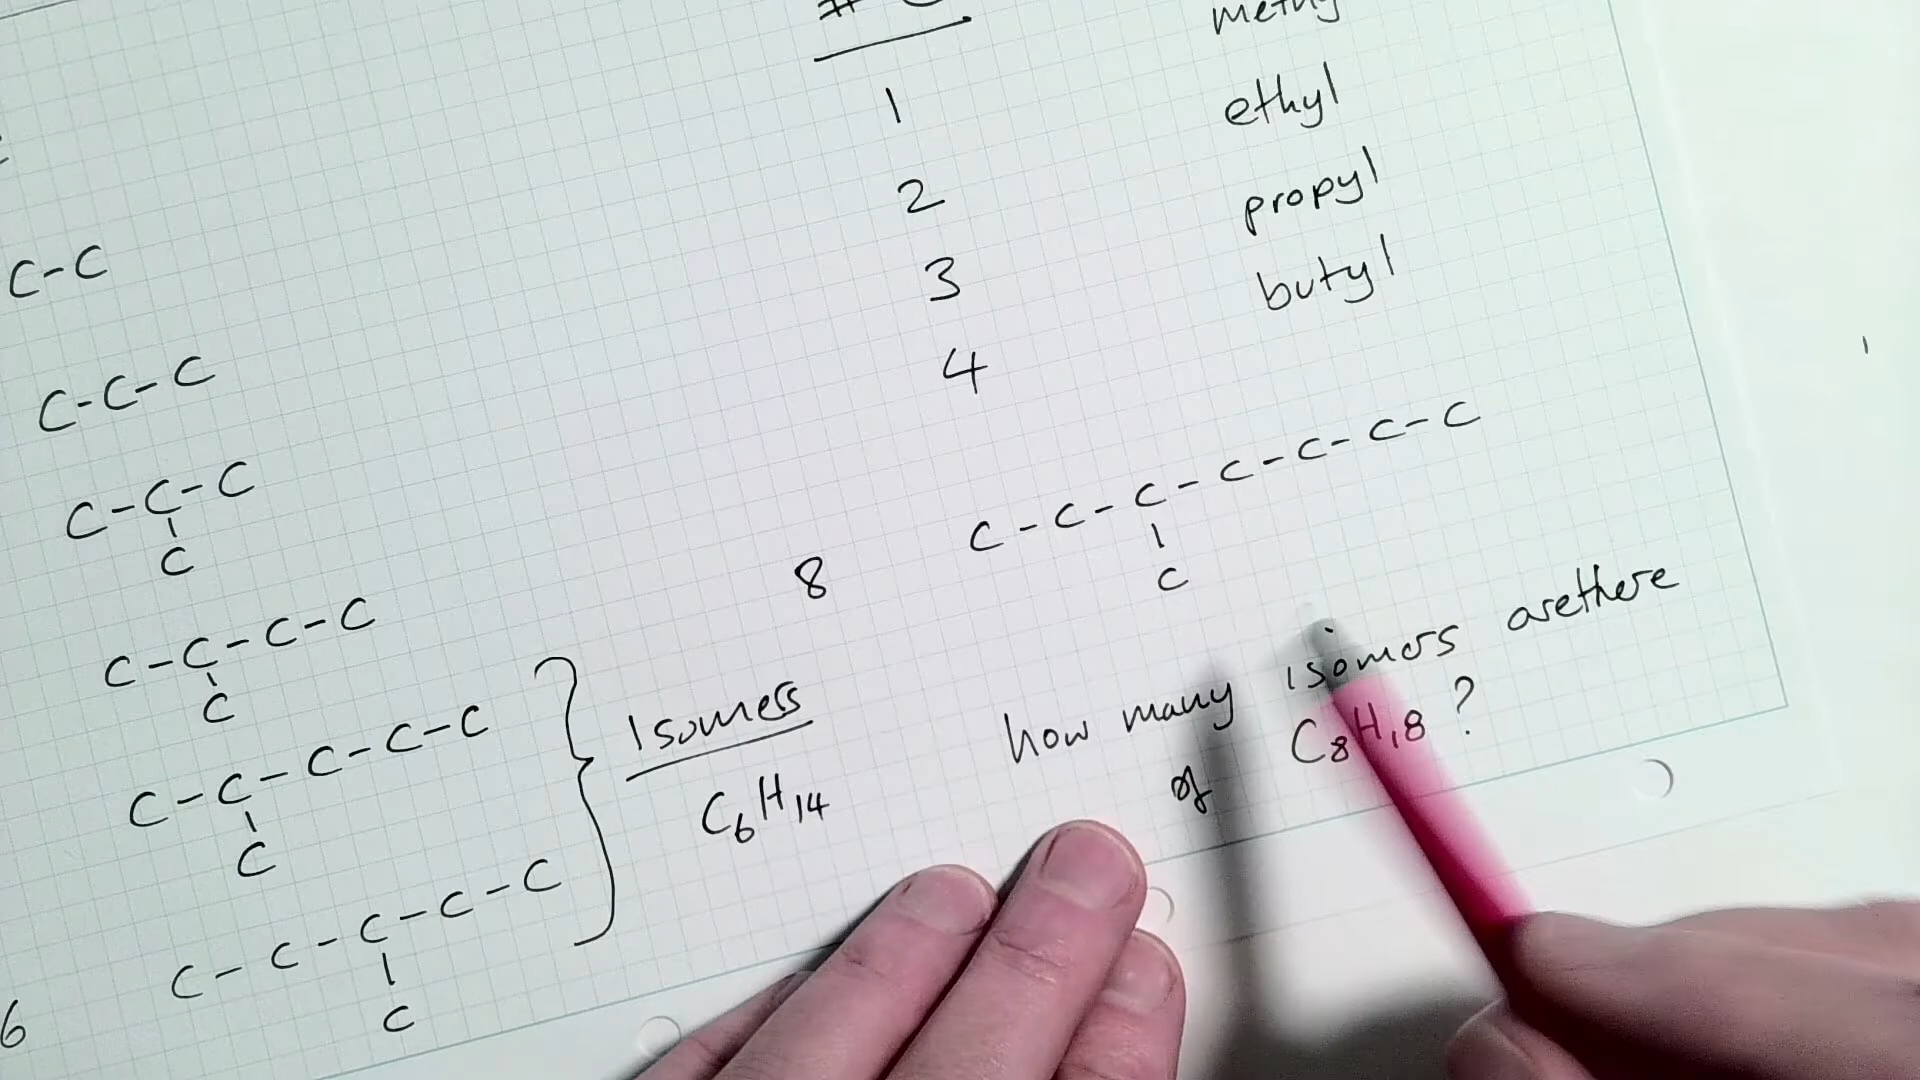 1
ethyl
2
propyl
3
butyl
4
C-C
C-C-C
C-C-C
C
C-C-C-C
C
C-C-C-C-C
C
C-C-C-C-C
C
6
Isomers
C6H14
8
C-C-C-C-C-C-C
C
how many isomers arethere
of C8H18?